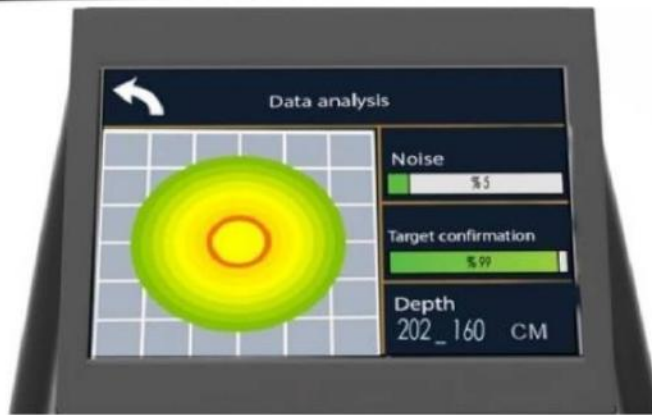 Data analysis
Noise
%5
Target confirmation
%99
Depth
202_160 CM